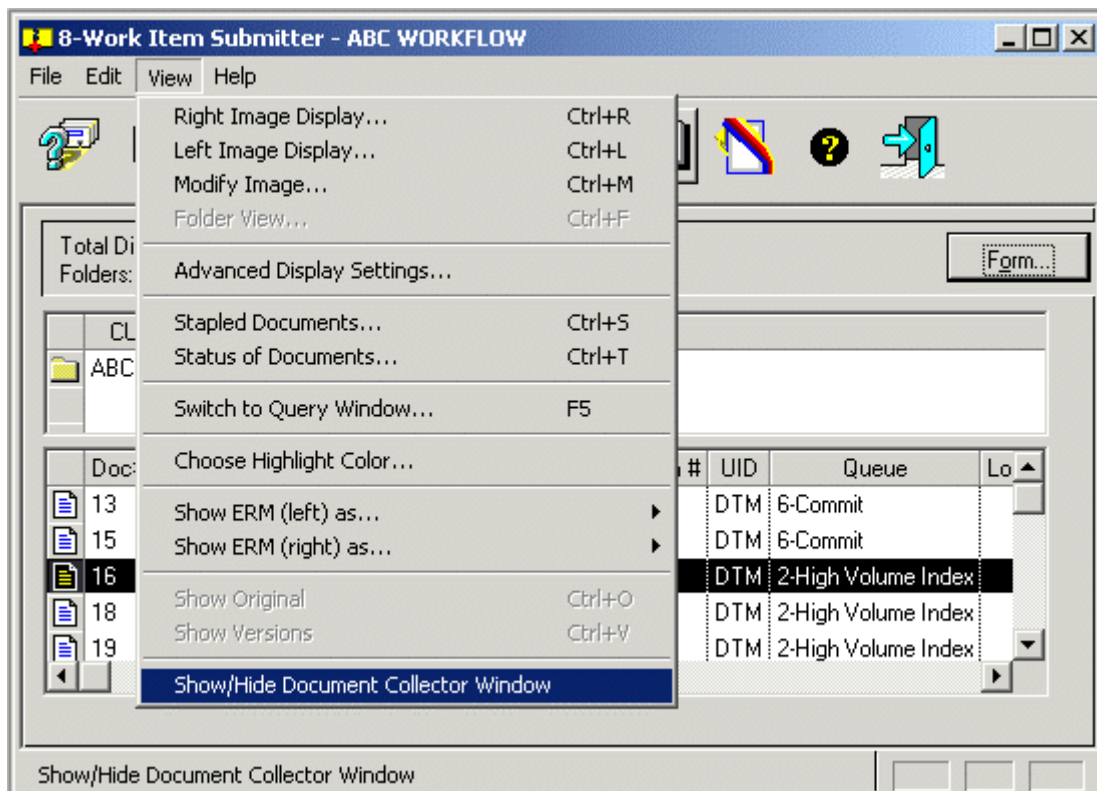 8-Work Item Submitter - ABC WORKFLOW
File Edit View Help
Right Image Display... Ctrl+R
Left Image Display... Ctrl+L
Modify Image... Ctrl+M
Folder View... Ctrl+F
Total Di
Folders:
Form...
Advanced Display Settings...
Stapled Documents... Ctrl+S
Status of Documents... Ctrl+T
CL
ABC
Switch to Query Window... F5
Choose Highlight Color...
Show ERM (left) as...
Show ERM (right) as...
Show Original Ctrl+O
Show Versions Ctrl+V
Show/Hide Document Collector Window
Doc # UID Queue Lo
13 DTM 6-Commit
15 DTM 6-Commit
16 DTM 2-High Volume Index
18 DTM 2-High Volume Index
19 DTM 2-High Volume Index
Show/Hide Document Collector Window